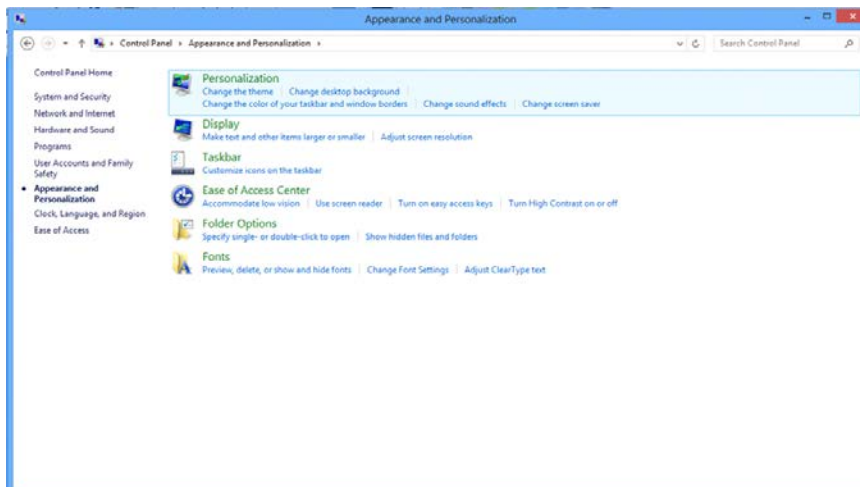 Appearance and Personalization
Control Panel Appearance and Personalization
Search Control Panel
Control Panel Home
System and Security
Network and Internet
Hardware and Sound
Programs
User Accounts and Family
Safety
Appearance and
Personalization
Clock, Language, and Region
Ease of Access
Personalization
Change the theme Change desktop background
Change the color of your taskbar and window borders Change sound effects Change screen saver
Display
Make text and other items larger or smaller Adjust screen resolution
Taskbar
Customize icons on the taskbar
Ease of Access Center
Accommodate low vision Use screen reader Turn on easy access keys Turn High Contrast on or off
Folder Options
Specify single- or double-click to open Show hidden files and folders
Fonts
Preview, delete, or show and hide fonts Change Font Settings Adjust ClearType text